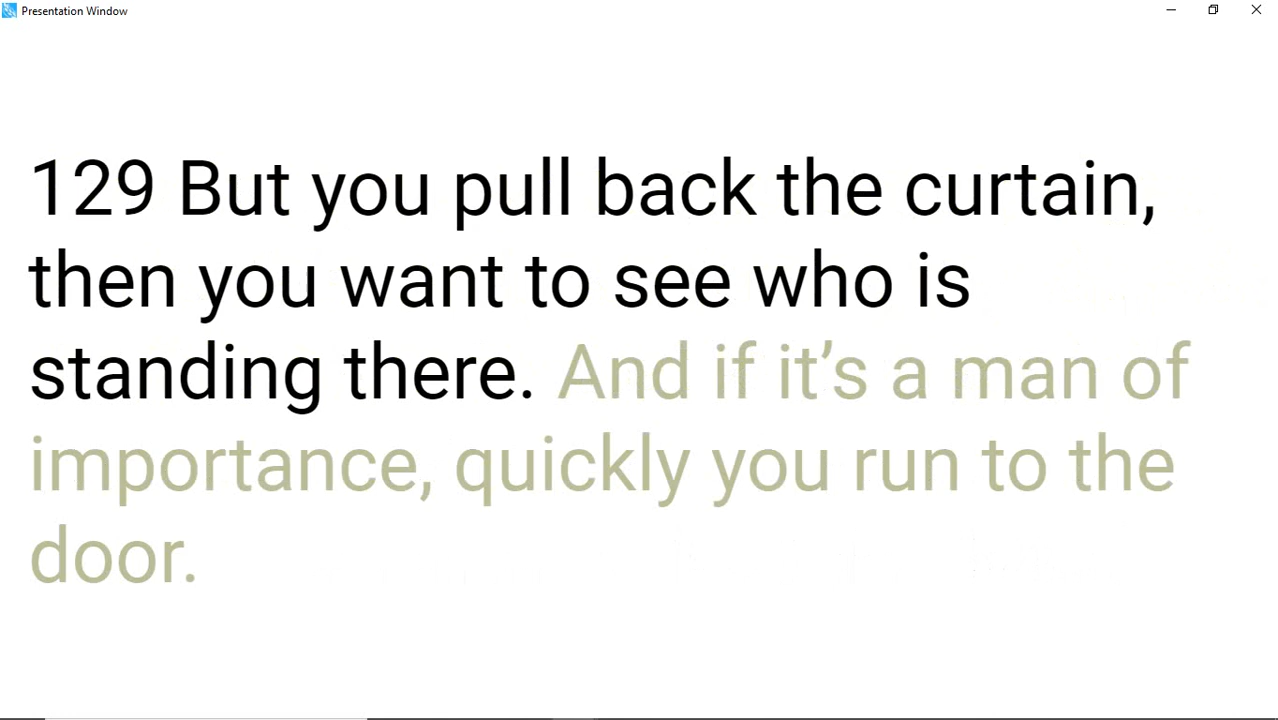 Presentation Window
129 But you pull back the curtain,
then you want to see who is
standing there. And if it’s a man of
importance, quickly you run to the
door.